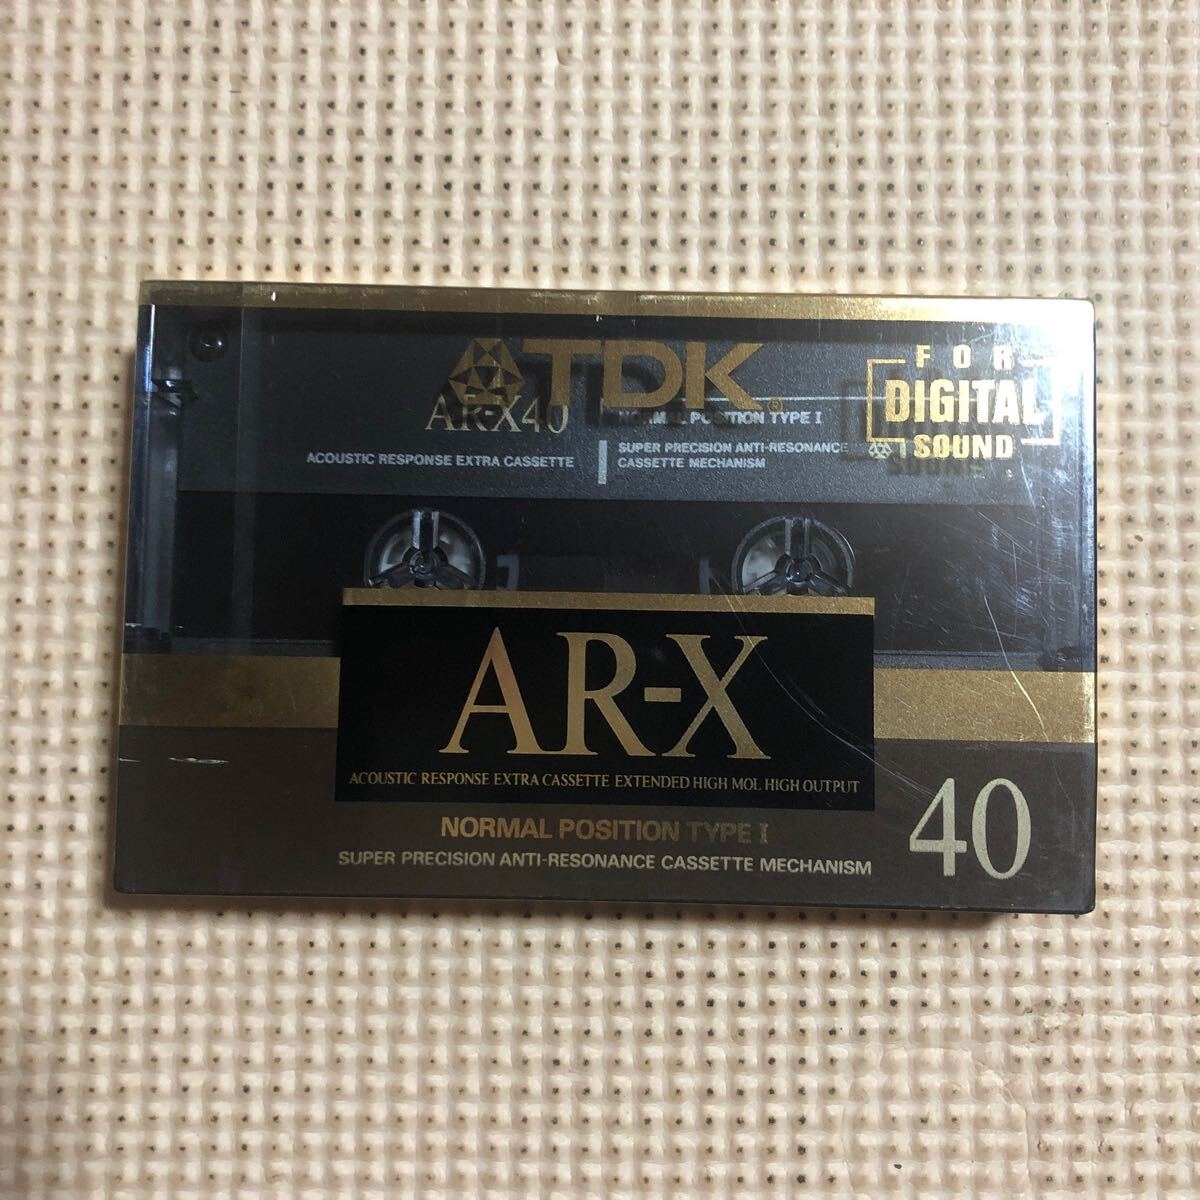 TDK®
FOR
DIGITAL
SOUND
AR-X40
NORMAL POSITION TYPE I
ACOUSTIC RESPONSE EXTRA CASSETTE
SUPER PRECISION ANTI-RESONANCE
CASSETTE MECHANISM
AR-X
ACOUSTIC RESPONSE EXTRA CASSETTE EXTENDED HIGH MOL HIGH OUTPUT
NORMAL POSITION TYPE I
40
SUPER PRECISION ANTI-RESONANCE CASSETTE MECHANISM